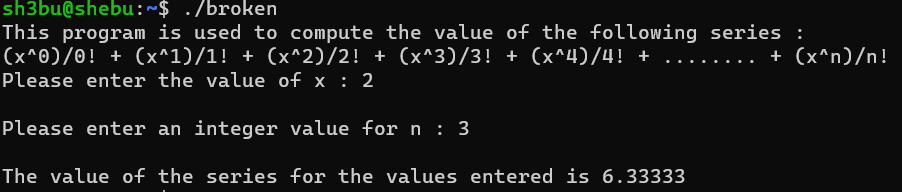 sh3bu@shebu:~$ ./broken
This program is used to compute the value of the following series :
(x^0)/0! + (x^1)/1! + (x^2)/2! + (x^3)/3! + (x^4)/4! + ........ + (x^n)/n!
Please enter the value of x : 2
Please enter an integer value for n : 3
The value of the series for the values entered is 6.33333